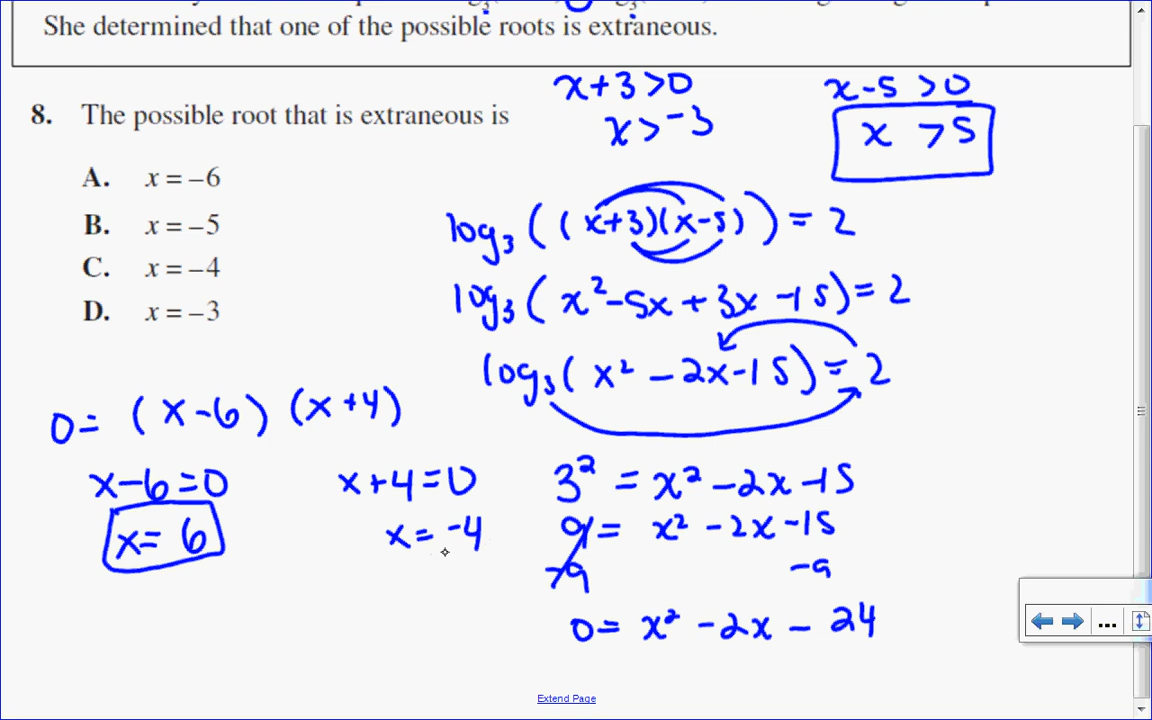 She determined that one of the possible roots is extraneous.
8. The possible root that is extraneous is
A. x = −6
B. x = −5
C. x = −4
D. x = −3
x+3>0
x>-3
x-5>0
x >5
log₃((x+3)(x-5))=2
log₃(x²-5x+3x-15)=2
log₃(x²-2x-15)=2
0=(x-6)(x+4)
x-6=0
x=6
x+4=0
x=-4
3²=x²-2x-15
9=x²-2x-15
-9 -9
0=x²-2x-24
...
Extend Page